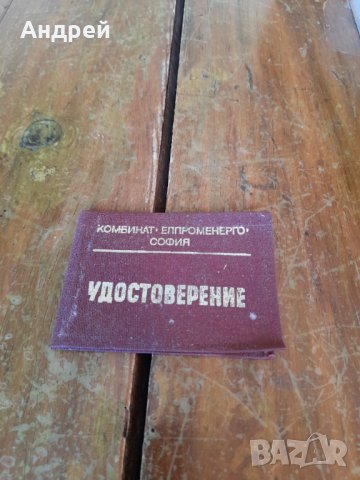 Андрей
КОМБИНАТ "ЕЛПРОМЕНЕРГО"
СОФИЯ
УДОСТОВЕРЕНИЕ
BAZAR